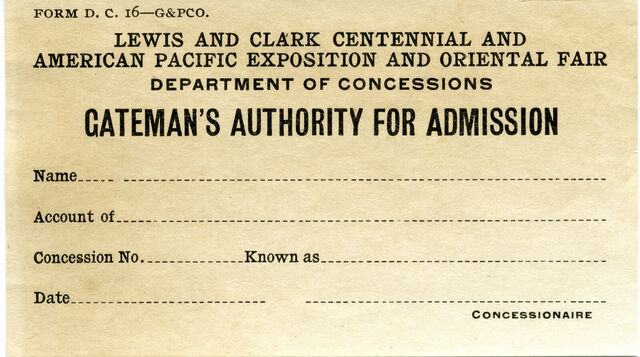 FORM D. C. 16—G&PCO.
LEWIS AND CLARK CENTENNIAL AND
AMERICAN PACIFIC EXPOSITION AND ORIENTAL FAIR
DEPARTMENT OF CONCESSIONS
GATEMAN'S AUTHORITY FOR ADMISSION
Name
Account of
Concession No. Known as
Date
CONCESSIONAIRE